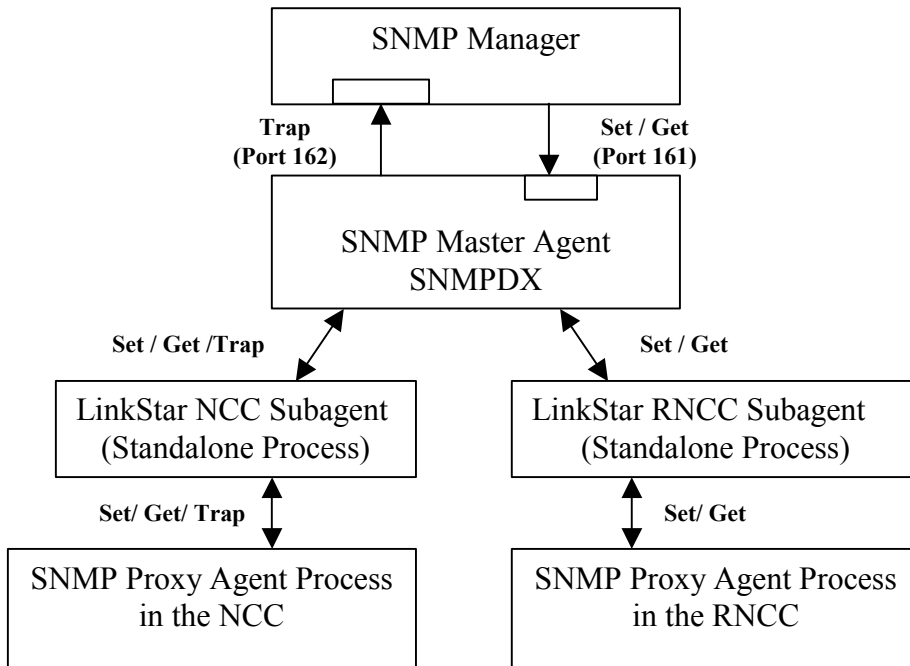 SNMP Manager
Trap
(Port 162)
Set / Get
(Port 161)
SNMP Master Agent
SNMPDX
Set / Get /Trap
Set / Get
LinkStar NCC Subagent
(Standalone Process)
LinkStar RNCC Subagent
(Standalone Process)
Set/ Get/ Trap
Set/ Get
SNMP Proxy Agent Process
in the NCC
SNMP Proxy Agent Process
in the RNCC